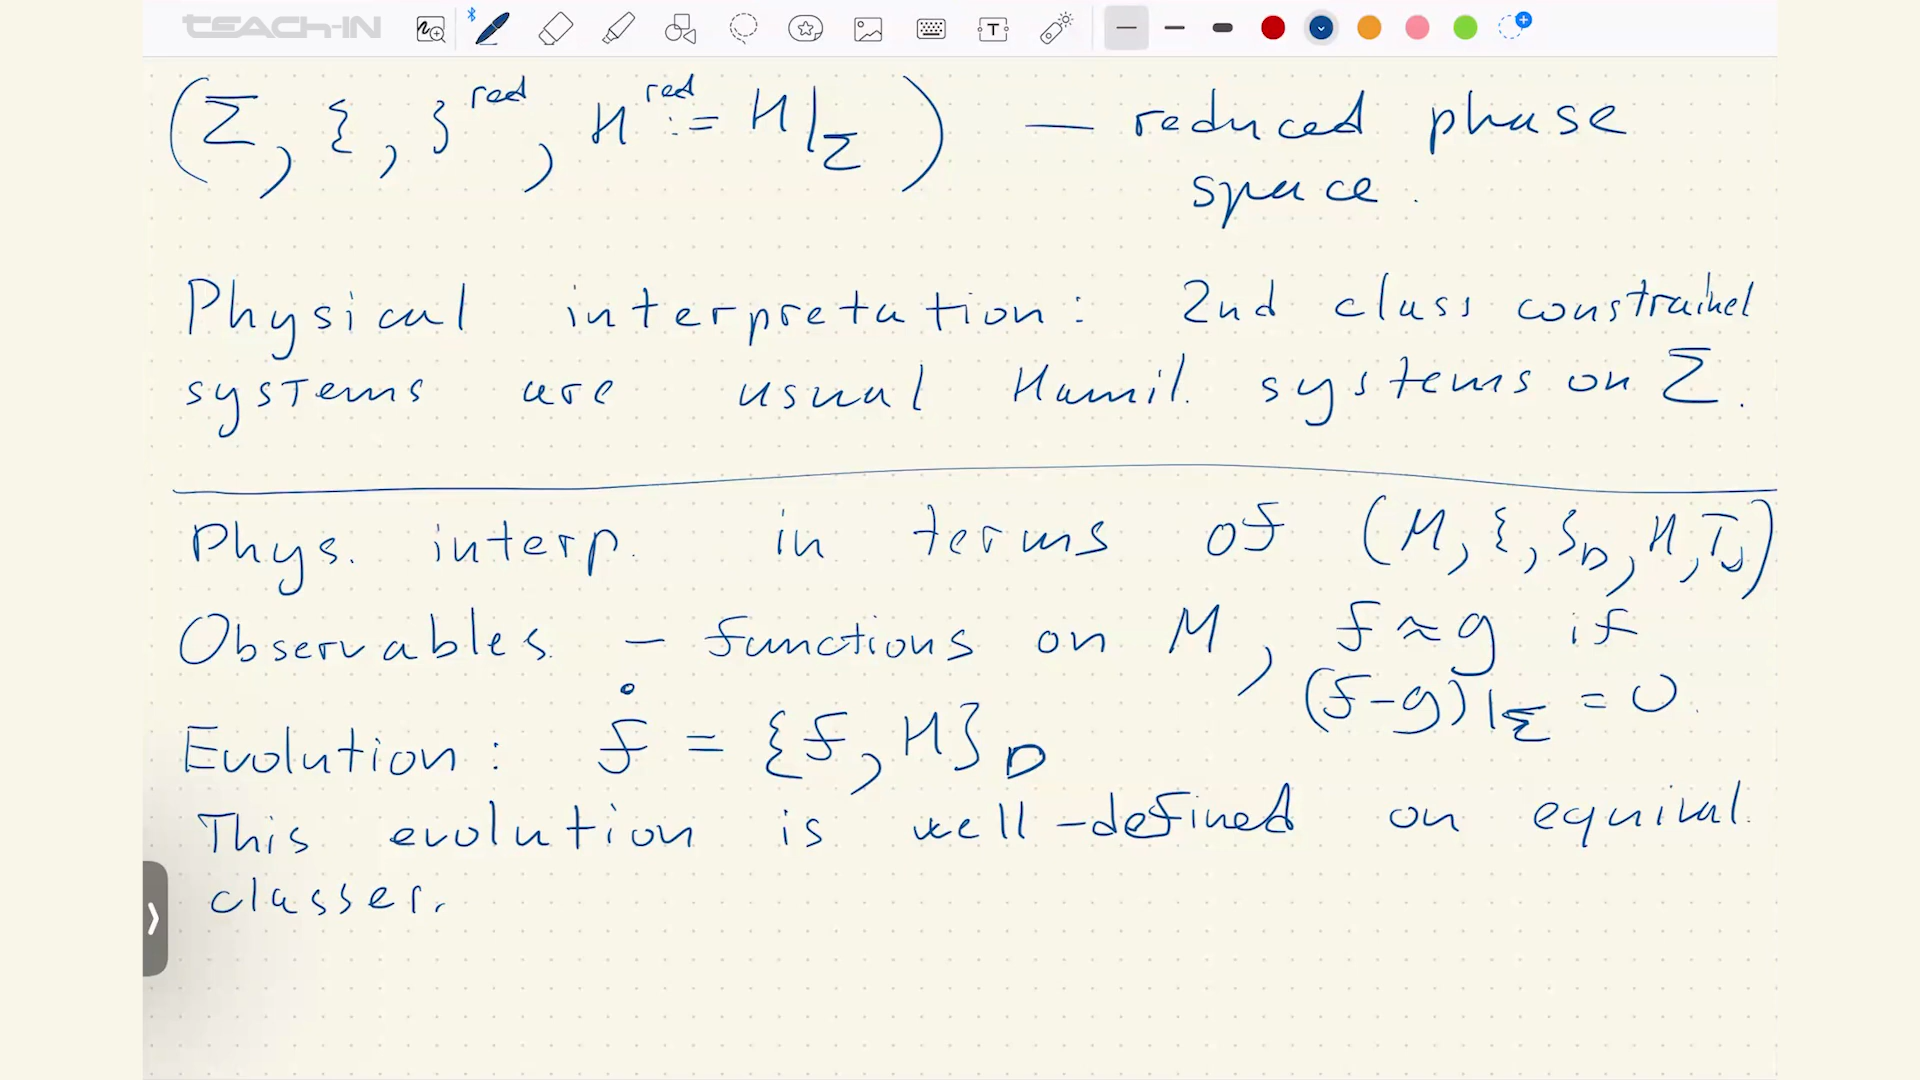 teach-in
(Σ, {,}^red, H^red := H|_Σ) — reduced phase
space.
Physical interpretation: 2nd class constrained
systems are usual Hamil. systems on Σ.
Phys. interp. in terms of (M, {,}_D, H, T_J)
Observables – functions on M, f ≈ g if
(f-g)|_Σ = 0.
Evolution: ḟ = {f, H}_D
This evolution is well-defined on equival.
classes.